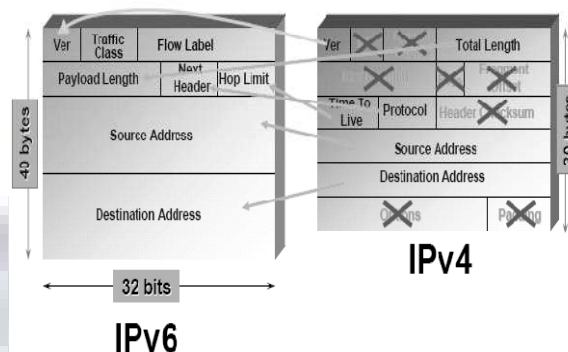 Ver Traffic Class Flow Label
Payload Length Next Header Hop Limit
Source Address
Destination Address
40 bytes
32 bits
IPv6
Ver Total Length
Fragment Offset
Time To Live Protocol Header Checksum
Source Address
Destination Address
Options Padding
20 bytes
IPv4